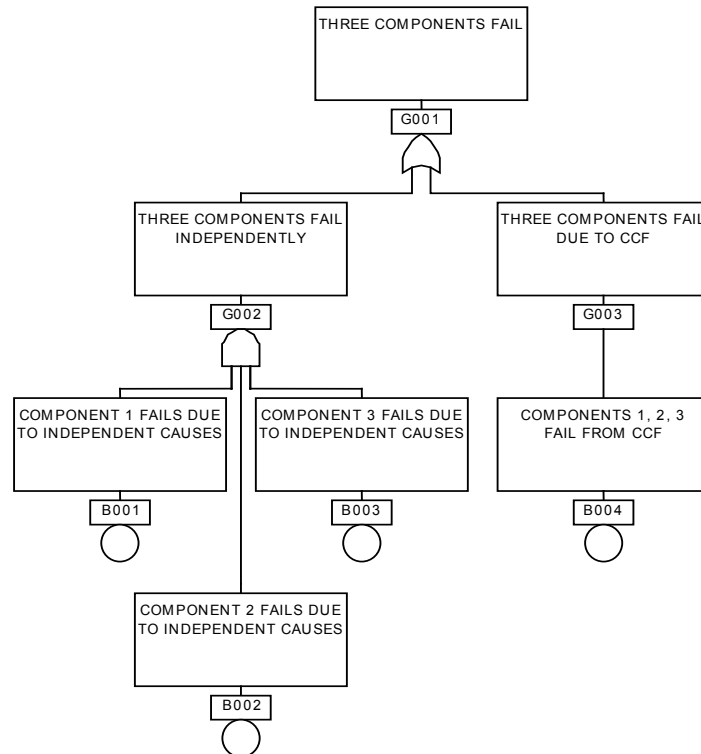 THREE COMPONENTS FAIL
G001
THREE COMPONENTS FAIL
INDEPENDENTLY
G002
THREE COMPONENTS FAIL
DUE TO CCF
G003
COMPONENT 1 FAILS DUE
TO INDEPENDENT CAUSES
B001
COMPONENT 3 FAILS DUE
TO INDEPENDENT CAUSES
B003
COMPONENTS 1, 2, 3
FAIL FROM CCF
B004
COMPONENT 2 FAILS DUE
TO INDEPENDENT CAUSES
B002